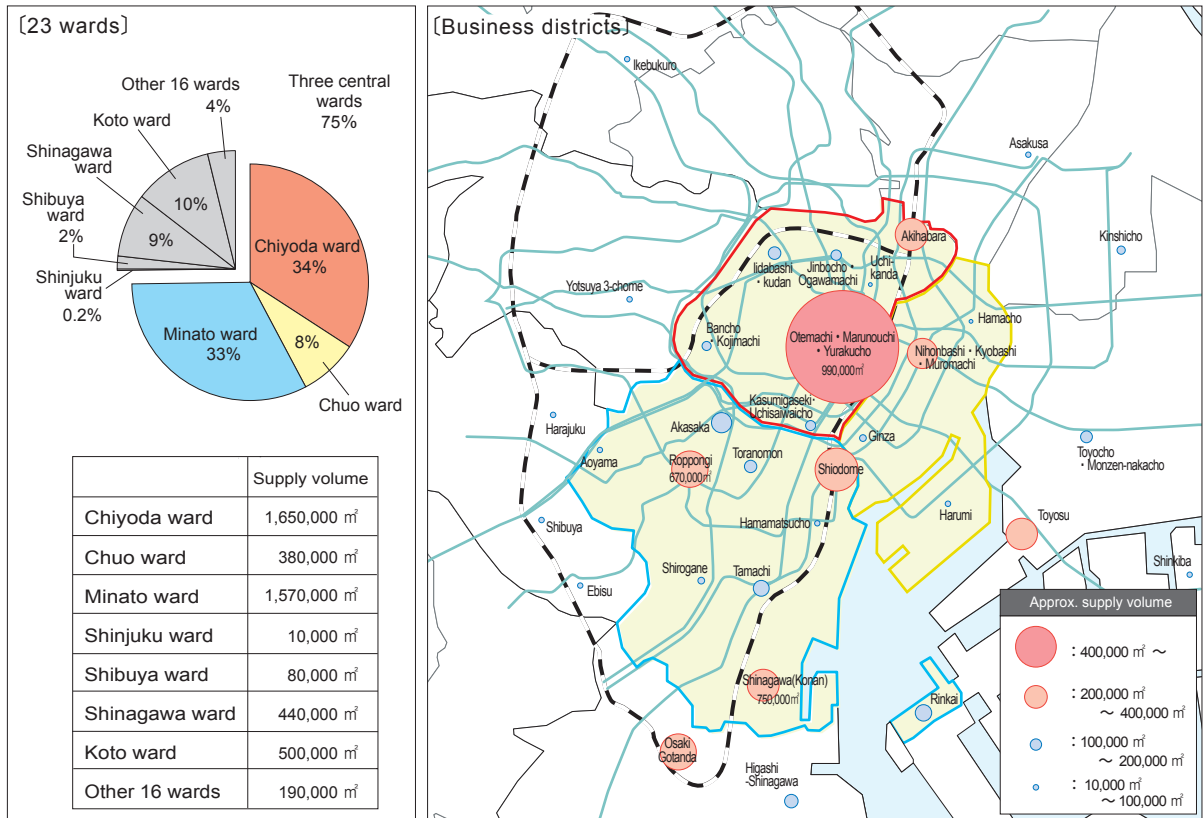 〔23 wards〕
Other 16 wards
4%
Three central
wards
75%
Koto ward
Shinagawa
ward
Shibuya
ward
2%
Shinjuku
ward
0.2%
10%
9%
Chiyoda ward
34%
Minato ward
33%
8%
Chuo ward
Supply volume
Chiyoda ward 1,650,000 ㎡
Chuo ward 380,000 ㎡
Minato ward 1,570,000 ㎡
Shinjuku ward 10,000 ㎡
Shibuya ward 80,000 ㎡
Shinagawa ward 440,000 ㎡
Koto ward 500,000 ㎡
Other 16 wards 190,000 ㎡
〔Business districts〕
Ikebukuro
Asakusa
Akihabara
Kinshicho
Iidabashi
・kudan
Jinbocho・
Ogawamachi
Uchi-
kanda
Yotsuya 3-chome
Hamacho
Bancho
・Kojimachi
Otemachi・Marunouchi
・Yurakucho
990,000㎡
Nihonbashi・Kyobashi
・Muromachi
Kasumigaseki・
Uchisaiwaicho
Harajuku
Akasaka
Ginza
Aoyama
Roppongi
670,000㎡
Toranomon
Shiodome
Toyocho
・Monzen-nakacho
Shibuya
Hamamatsucho
Harumi
Toyosu
Shinkiba
Ebisu
Shirogane
Tamachi
Shinagawa(Konan)
750,000㎡
Rinkai
Osaki
Gotanda
Higashi
-Shinagawa
Approx. supply volume
：400,000 ㎡ ～
：200,000 ㎡
～ 400,000 ㎡
：100,000 ㎡
～ 200,000 ㎡
：10,000 ㎡
～ 100,000 ㎡